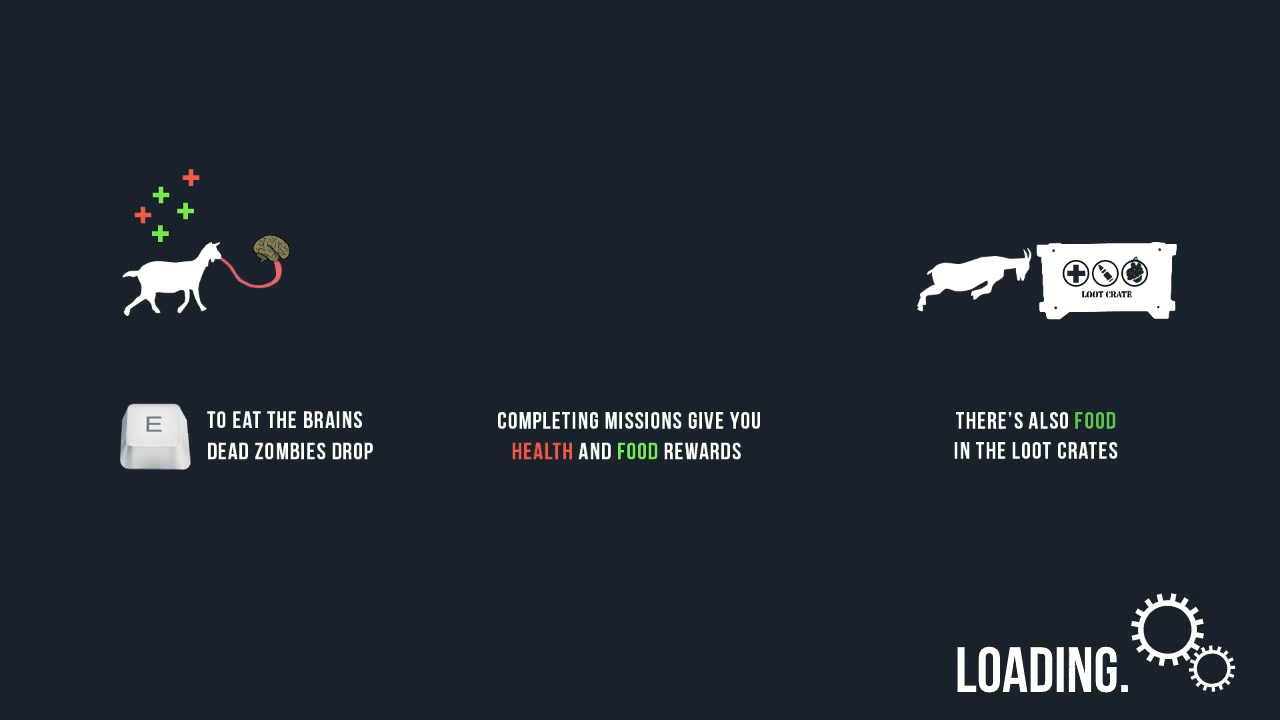 LOOT CRATE
E
TO EAT THE BRAINS
DEAD ZOMBIES DROP
COMPLETING MISSIONS GIVE YOU
HEALTH AND FOOD REWARDS
THERE'S ALSO FOOD
IN THE LOOT CRATES
LOADING.